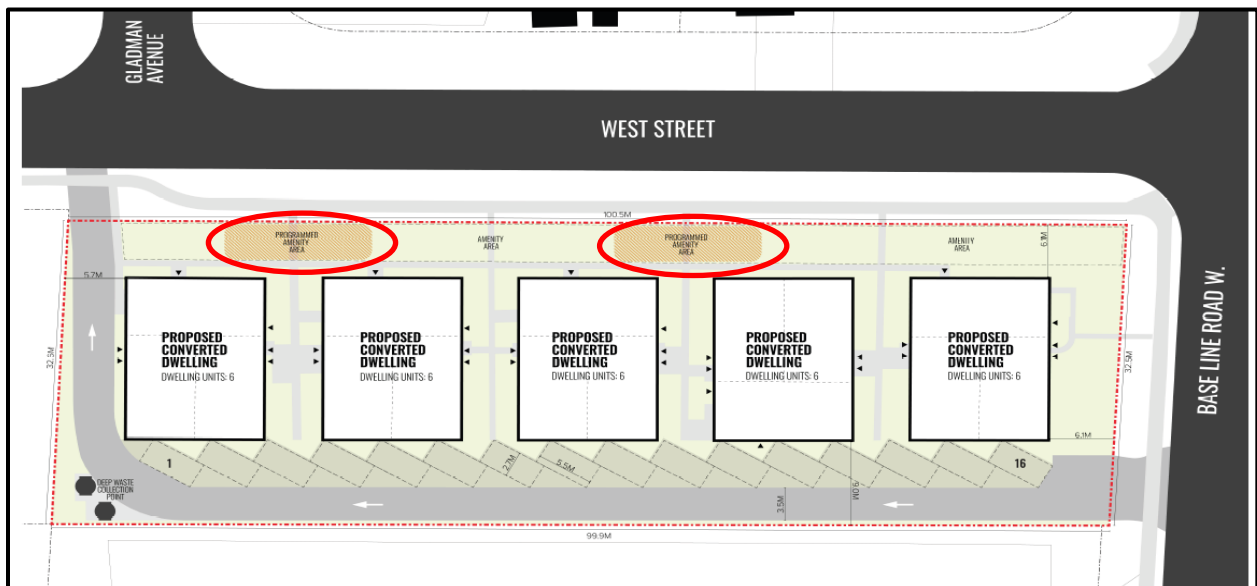 GLADMAN
AVENUE
WEST STREET
BASE LINE ROAD W.
100.5M
PROGRAMMED
AMENITY
AREA
AMENITY
AREA
PROGRAMMED
AMENITY
AREA
AMENITY
AREA
6.1M
5.7M
32.5M
32.5M
PROPOSED
CONVERTED
DWELLING
DWELLING UNITS: 6
PROPOSED
CONVERTED
DWELLING
DWELLING UNITS: 6
PROPOSED
CONVERTED
DWELLING
DWELLING UNITS: 6
PROPOSED
CONVERTED
DWELLING
DWELLING UNITS: 6
PROPOSED
CONVERTED
DWELLING
DWELLING UNITS: 6
6.1M
1
2.7M
5.5M
16
DEEP WASTE
COLLECTION
POINT
3.5M
9.0M
99.9M